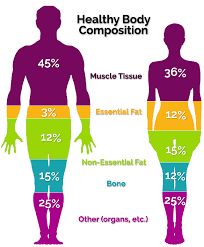 Healthy Body
Composition
45%
Muscle Tissue
36%
3%
Essential Fat
12%
12%
Non-Essential Fat
15%
15%
Bone
12%
25%
Other (organs, etc.)
25%